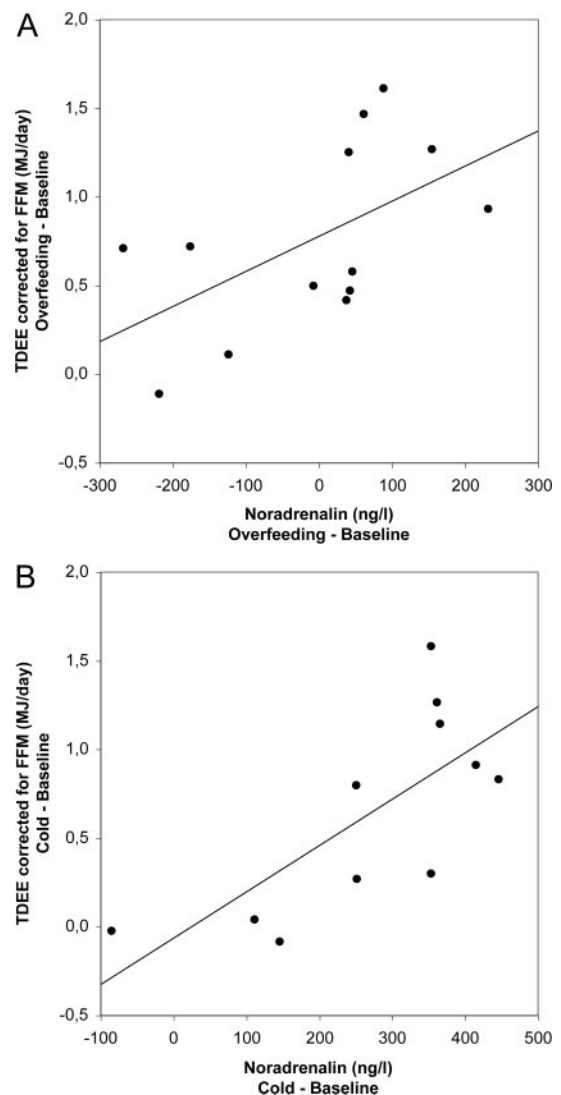 A
2,0
1,5
1,0
0,5
0,0
-0,5
TDEE corrected for FFM (MJ/day)
Overfeeding - Baseline
-300 -200 -100 0 100 200 300
Noradrenalin (ng/l)
Overfeeding - Baseline
B
2,0
1,5
1,0
0,5
0,0
-0,5
TDEE corrected for FFM (MJ/day)
Cold - Baseline
-100 0 100 200 300 400 500
Noradrenalin (ng/l)
Cold - Baseline